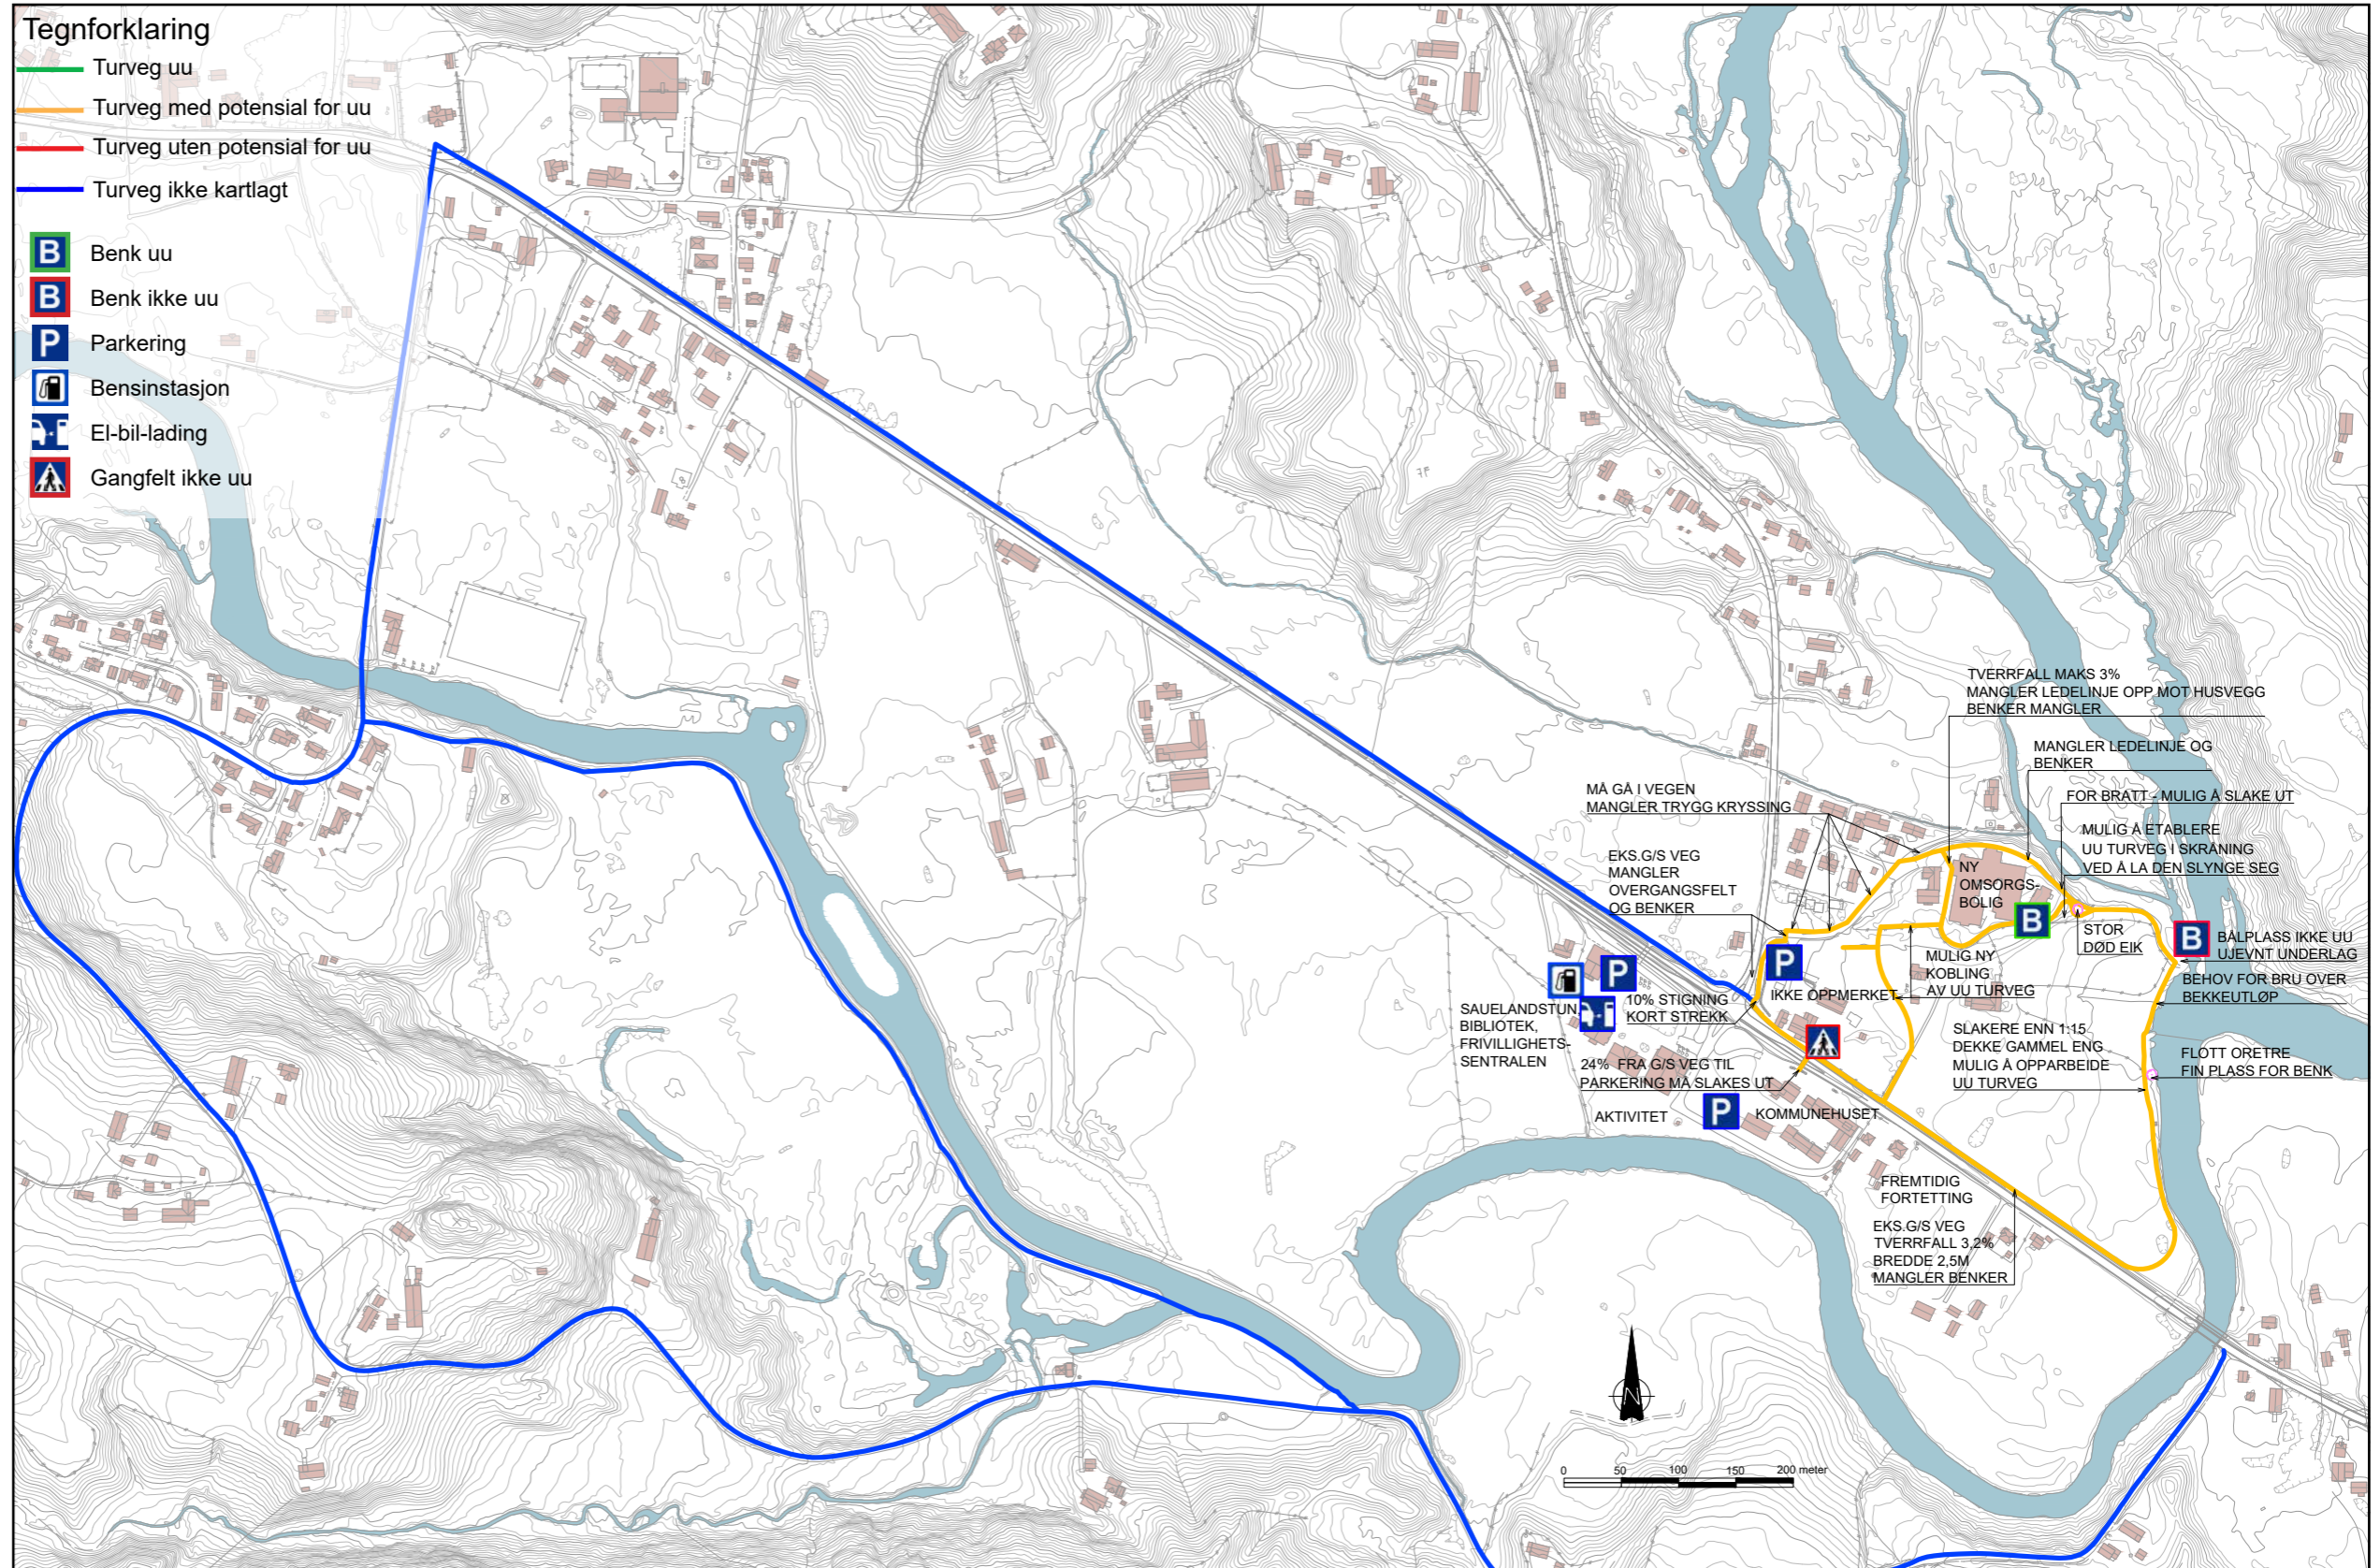 Tegnforklaring
Turveg uu
Turveg med potensial for uu
Turveg uten potensial for uu
Turveg ikke kartlagt
B Benk uu
B Benk ikke uu
P Parkering
Bensinstasjon
El-bil-lading
Gangfelt ikke uu
TVERRFALL MAKS 3%
MANGLER LEDELINJE OPP MOT HUSVEGG
BENKER MANGLER
MANGLER LEDELINJE OG
BENKER
FOR BRATT - MULIG Å SLAKE UT
MULIG Å ETABLERE
UU TURVEG I SKRÅNING
VED Å LA DEN SLYNGE SEG
MÅ GÅ I VEGEN
MANGLER TRYGG KRYSSING
EKS.G/S VEG
MANGLER
OVERGANGSFELT
OG BENKER
NY
OMSORGS-
BOLIG
B
STOR
DØD EIK
B
BÅLPLASS IKKE UU
UJEVNT UNDERLAG
BEHOV FOR BRU OVER
BEKKEUTLØP
MULIG NY
KOBLING
AV UU TURVEG
P
IKKE OPPMERKET
P
10% STIGNING
KORT STREKK
SAUELANDSTUN,
BIBLIOTEK,
FRIVILLIGHETS-
SENTRALEN
24% FRA G/S VEG TIL
PARKERING MÅ SLAKES UT
AKTIVITET
P
KOMMUNEHUSET
SLAKERE ENN 1:15
DEKKE GAMMEL ENG
MULIG Å OPPARBEIDE
UU TURVEG
FLOTT ORETRE
FIN PLASS FOR BENK
FREMTIDIG
FORTETTING
EKS.G/S VEG
TVERRFALL 3.2%
BREDDE 2,5M
MANGLER BENKER
N
0 50 100 150 200 meter